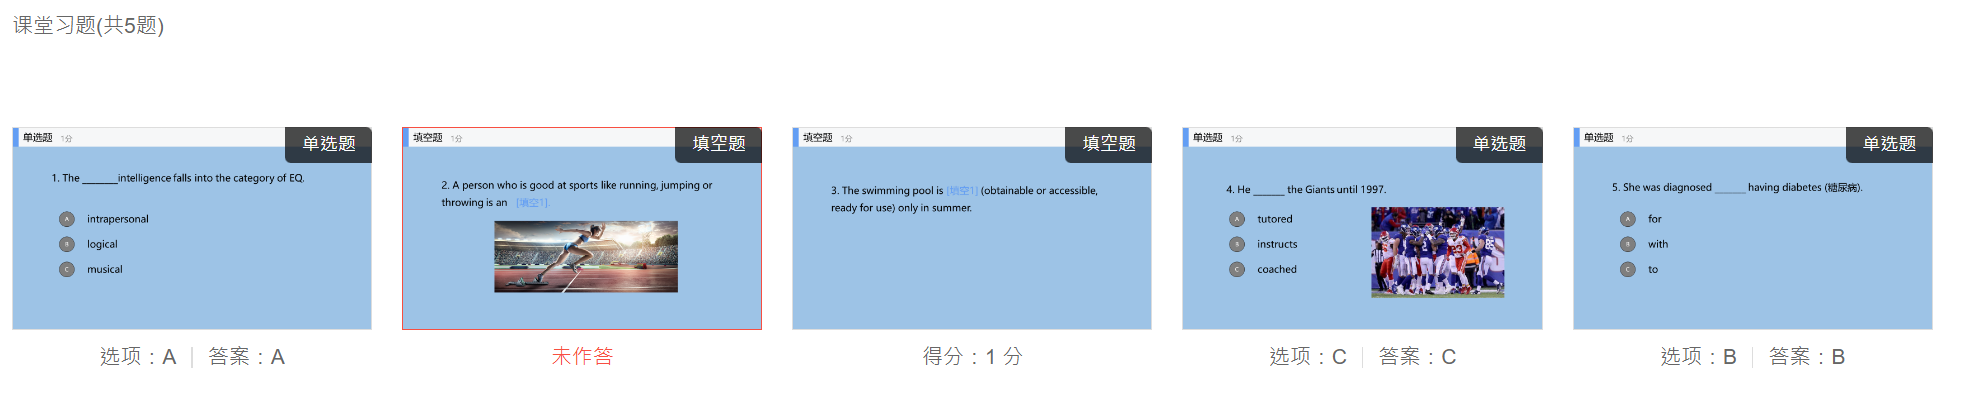 课堂习题(共5题)
单选题 1分
单选题
1. The ______intelligence falls into the category of EQ.
A intrapersonal
B logical
C musical
选项：A | 答案：A
填空题 1分
填空题
2. A person who is good at sports like running, jumping or
throwing is an [填空1].
未作答
填空题 1分
填空题
3. The swimming pool is [填空1] (obtainable or accessible,
ready for use) only in summer.
得分：1 分
单选题 1分
单选题
4. He ______ the Giants until 1997.
A tutored
B instructs
C coached
选项：C | 答案：C
单选题 1分
单选题
5. She was diagnosed ______ having diabetes (糖尿病).
A for
B with
C to
选项：B | 答案：B